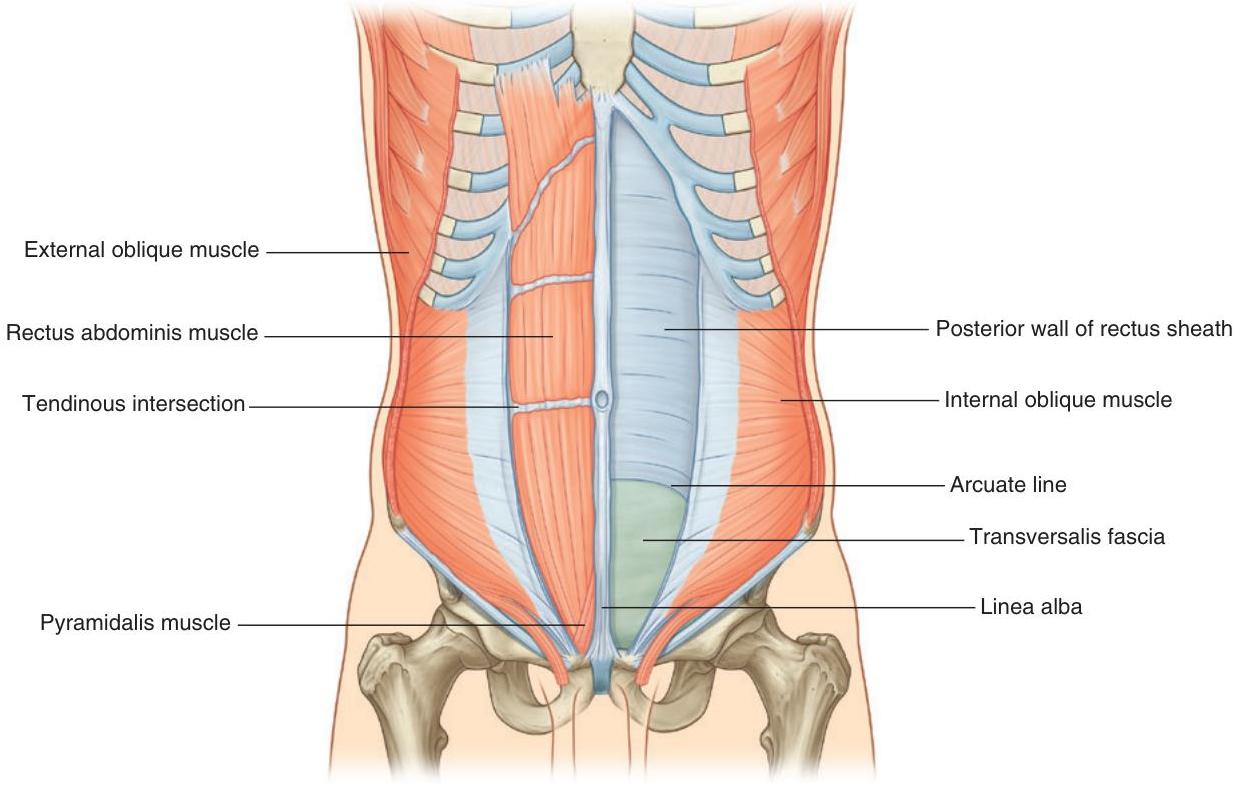 External oblique muscle
Rectus abdominis muscle
Tendinous intersection
Pyramidalis muscle
Posterior wall of rectus sheath
Internal oblique muscle
Arcuate line
Transversalis fascia
Linea alba